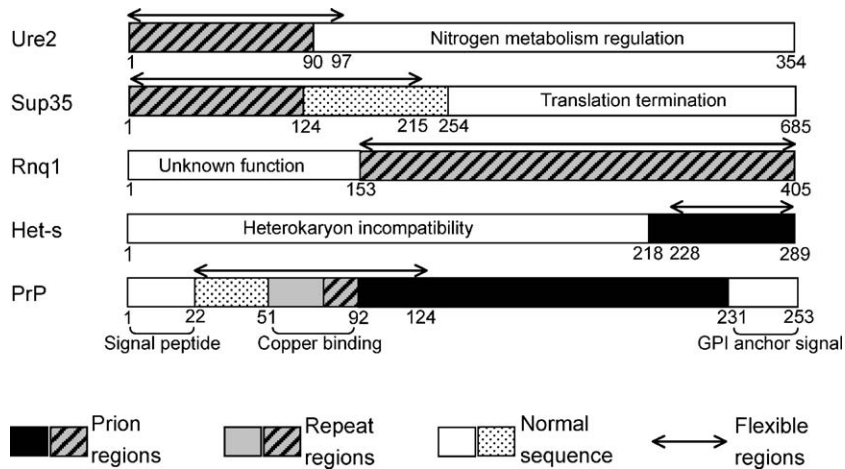 Ure2
Nitrogen metabolism regulation
1 90 97 354
Sup35
Translation termination
1 124 215 254 685
Rnq1
Unknown function
1 153 405
Het-s
Heterokaryon incompatibility
1 218 228 289
PrP
1 22 51 92 124 231 253
Signal peptide Copper binding GPI anchor signal
Prion regions
Repeat regions
Normal sequence
Flexible regions